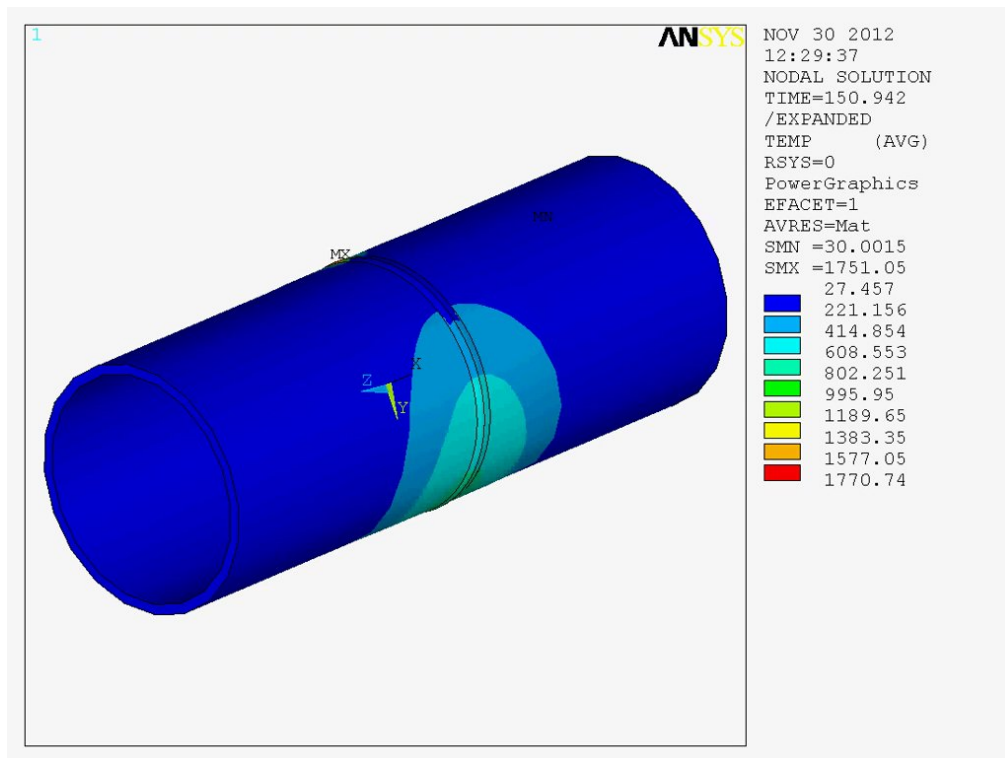 1
ANSYS
NOV 30 2012
12:29:37
NODAL SOLUTION
TIME=150.942
/EXPANDED
TEMP (AVG)
RSYS=0
PowerGraphics
EFACET=1
AVRES=Mat
SMN =30.0015
SMX =1751.05
27.457
221.156
414.854
608.553
802.251
995.95
1189.65
1383.35
1577.05
1770.74
MN
MX
X
Z
Y